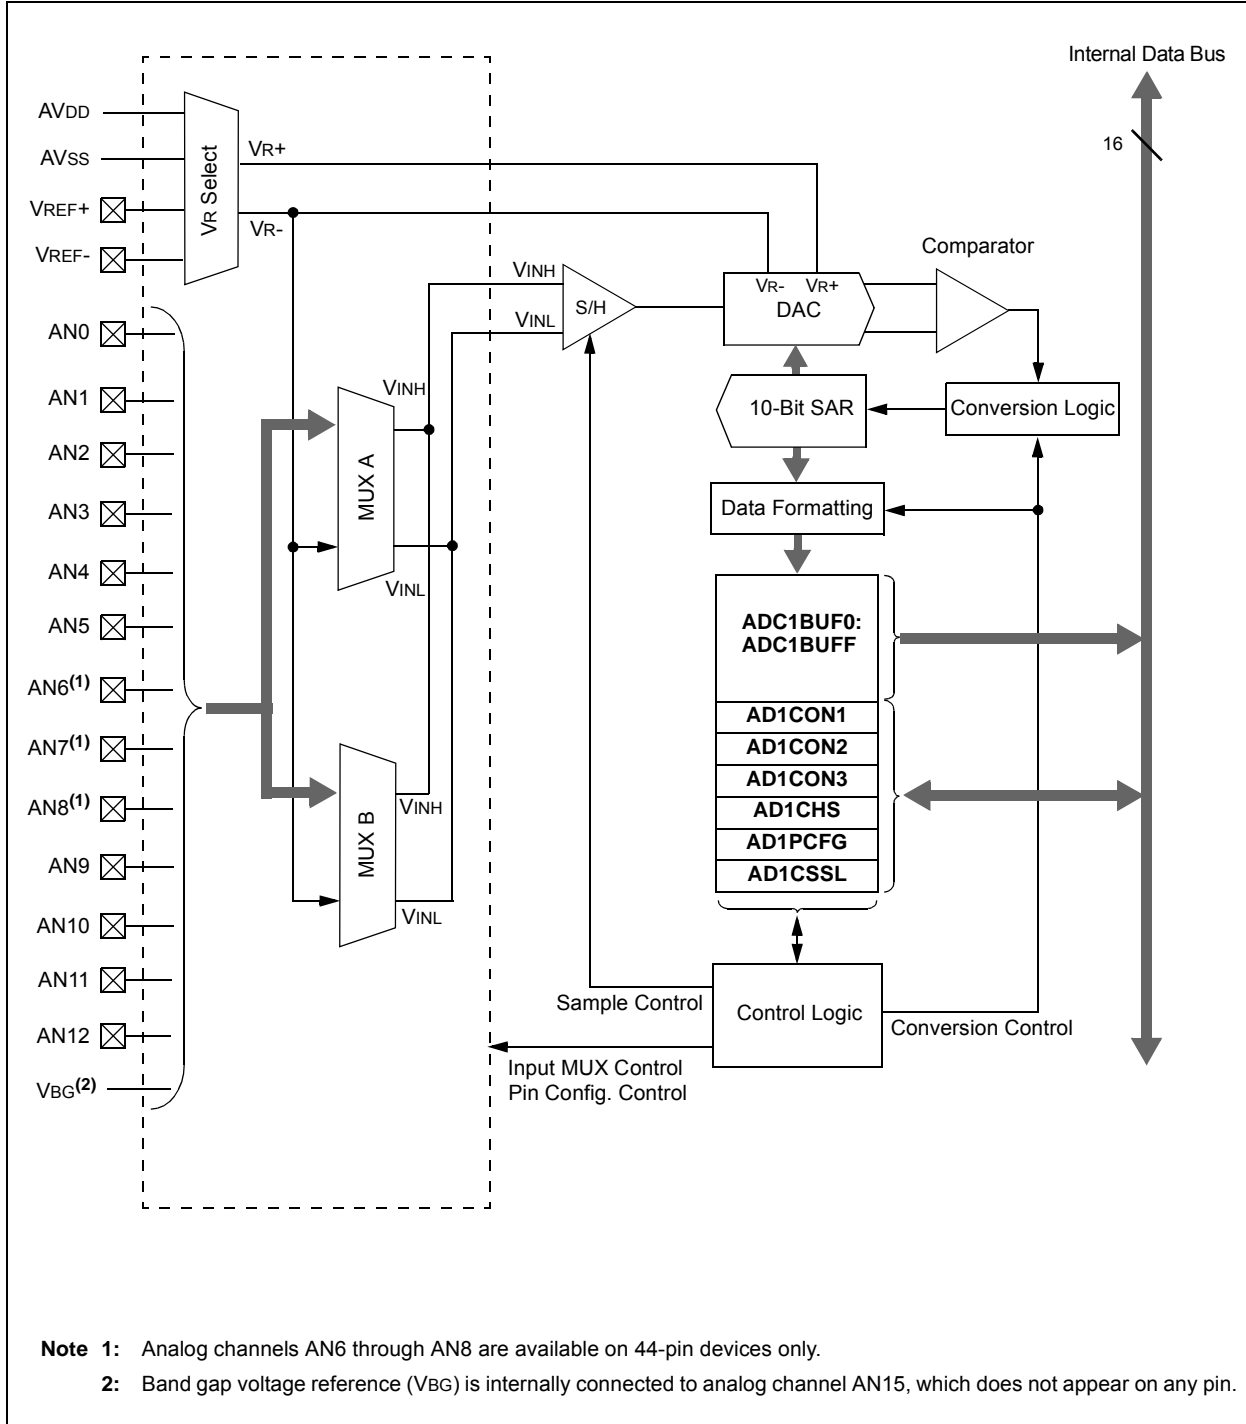 Internal Data Bus
16
AVDD
AVSS
VREF+
VREF-
VR Select
VR+
VR-
Comparator
VINH
VINL
S/H
VR- VR+
DAC
AN0
AN1
AN2
AN3
AN4
AN5
AN6(1)
AN7(1)
AN8(1)
AN9
AN10
AN11
AN12
VBG(2)
VINH
MUX A
VINL
VINH
MUX B
VINL
10-Bit SAR
Conversion Logic
Data Formatting
ADC1BUF0:
ADC1BUFF
AD1CON1
AD1CON2
AD1CON3
AD1CHS
AD1PCFG
AD1CSSL
Sample Control
Control Logic
Conversion Control
Input MUX Control
Pin Config. Control
Note 1: Analog channels AN6 through AN8 are available on 44-pin devices only.
2: Band gap voltage reference (VBG) is internally connected to analog channel AN15, which does not appear on any pin.